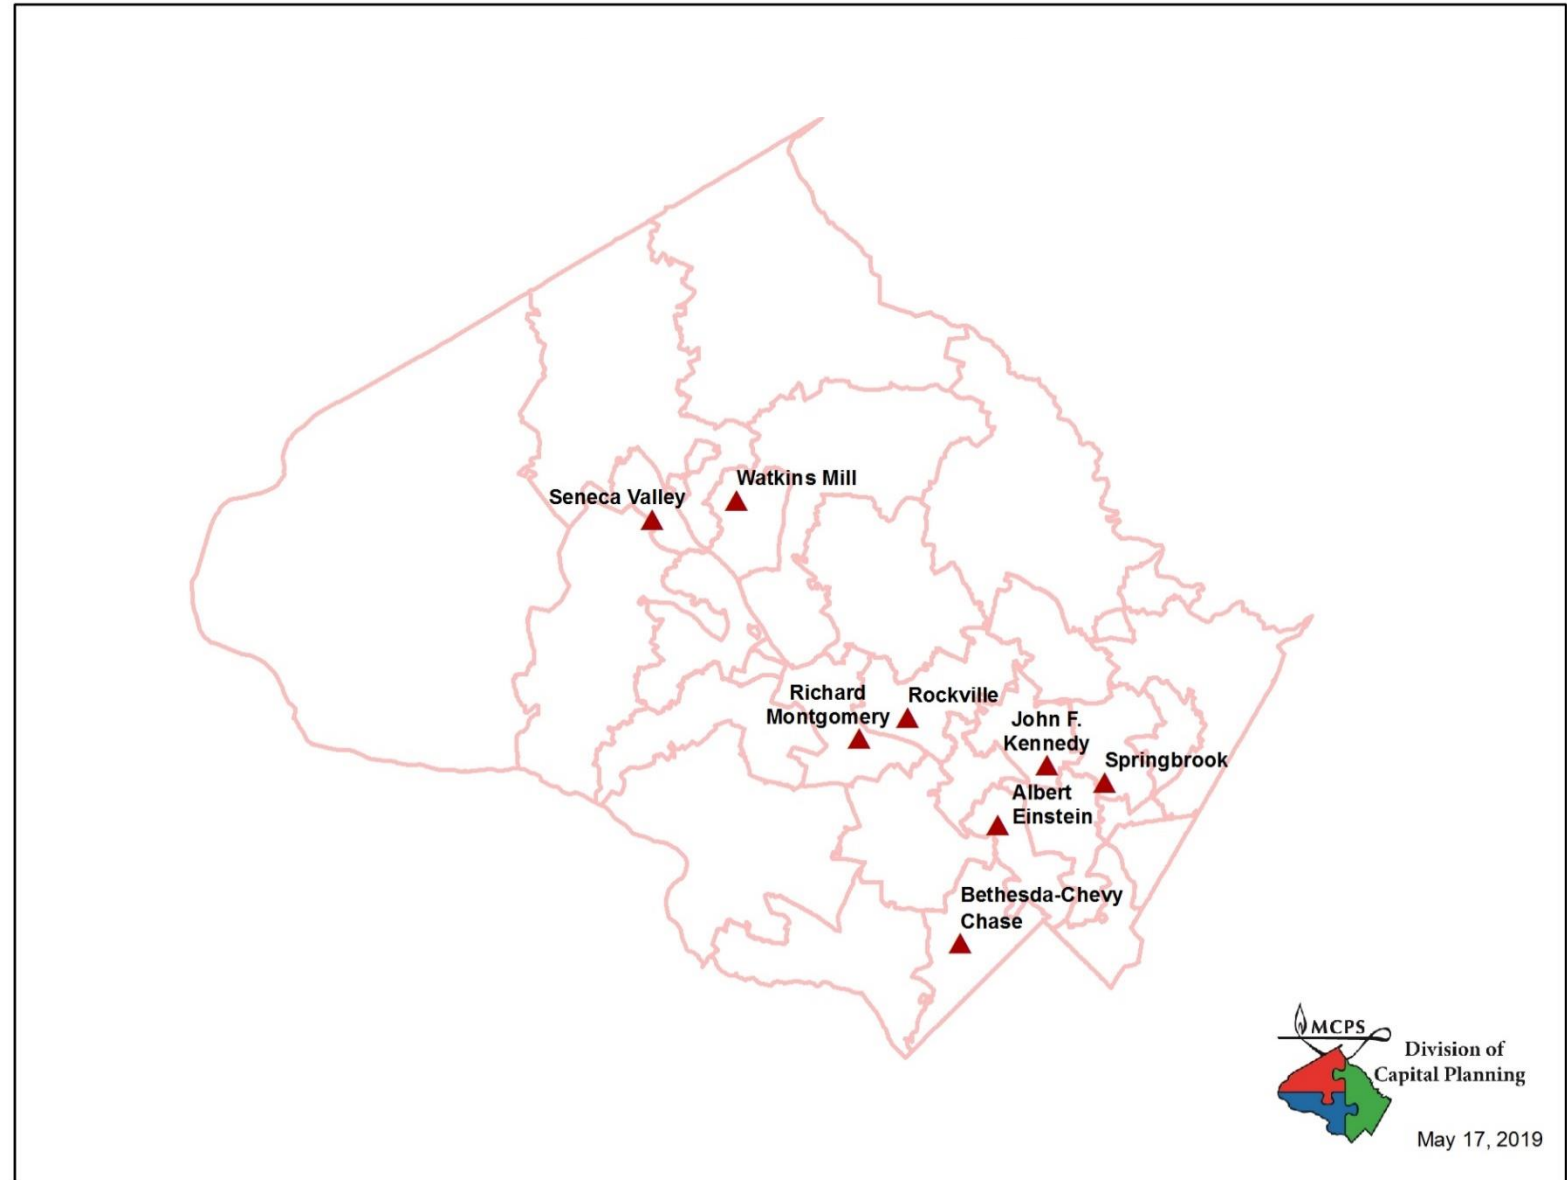 Watkins Mill
Seneca Valley
Richard
Montgomery
Rockville
John F.
Kennedy
Springbrook
Albert
Einstein
Bethesda-Chevy
Chase
MCPS
Division of
Capital Planning
May 17, 2019